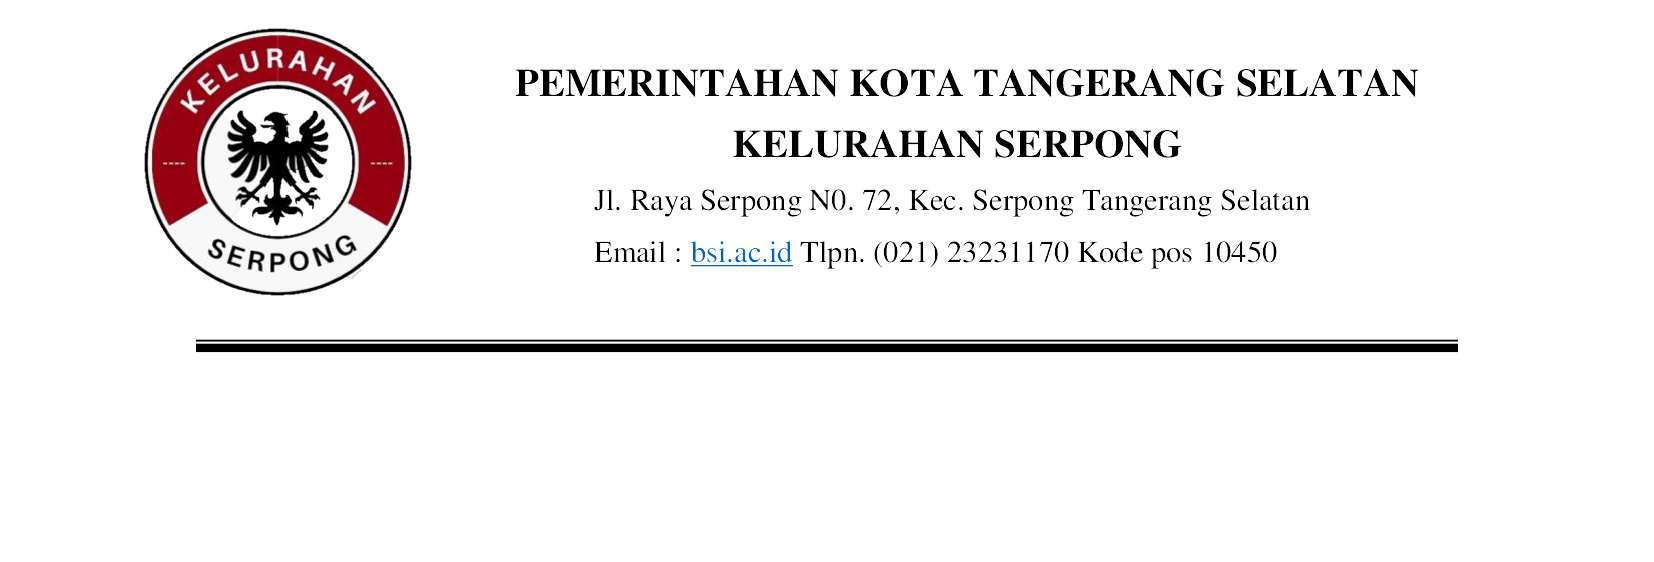 KELURAHAN
---- ----
SERPONG
PEMERINTAHAN KOTA TANGERANG SELATAN
KELURAHAN SERPONG
Jl. Raya Serpong N0. 72, Kec. Serpong Tangerang Selatan
Email : bsi.ac.id Tlpn. (021) 23231170 Kode pos 10450